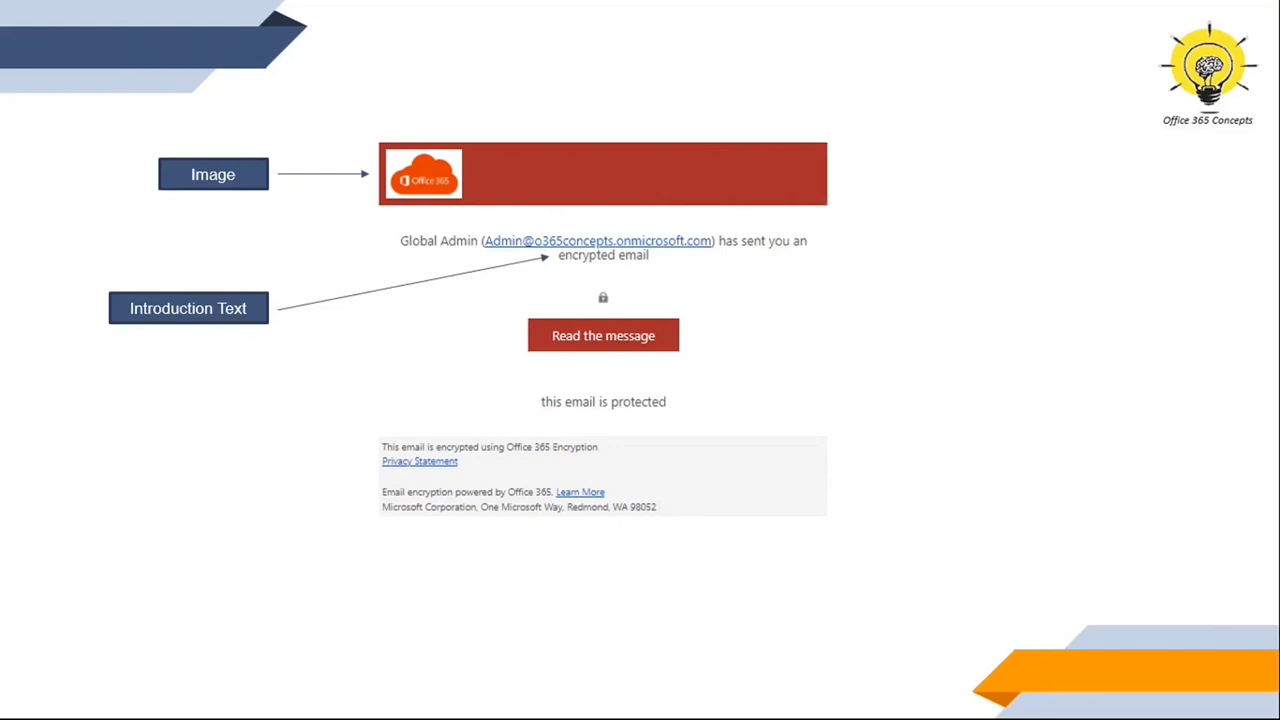 Office 365 Concepts
Image
Office 365
Global Admin (Admin@o365concepts.onmicrosoft.com) has sent you an
encrypted email
Introduction Text
Read the message
this email is protected
This email is encrypted using Office 365 Encryption
Privacy Statement
Email encryption powered by Office 365. Learn More
Microsoft Corporation, One Microsoft Way, Redmond, WA 98052